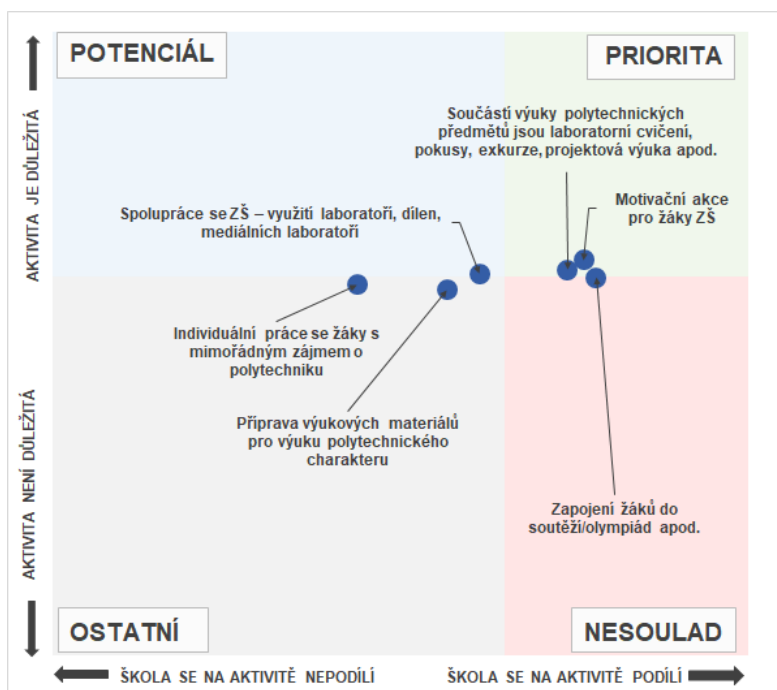 POTENCIÁL
PRIORITA
Součástí výuky polytechnických
předmětů jsou laboratorní cvičení,
pokusy, exkurze, projektová výuka apod.
Motivační akce
pro žáky ZŠ
Spolupráce se ZŠ – využití laboratoří, dílen,
mediálních laboratoří
Individuální práce se žáky s
mimořádným zájmem o
polytechniku
Příprava výukových materiálů
pro výuku polytechnického
charakteru
Zapojení žáků do
soutěží/olympiád apod.
OSTATNÍ
NESOULAD
AKTIVITA JE DŮLEŽITÁ
AKTIVITA NENÍ DŮLEŽITÁ
ŠKOLA SE NA AKTIVITĚ NEPODÍLÍ
ŠKOLA SE NA AKTIVITĚ PODÍLÍ